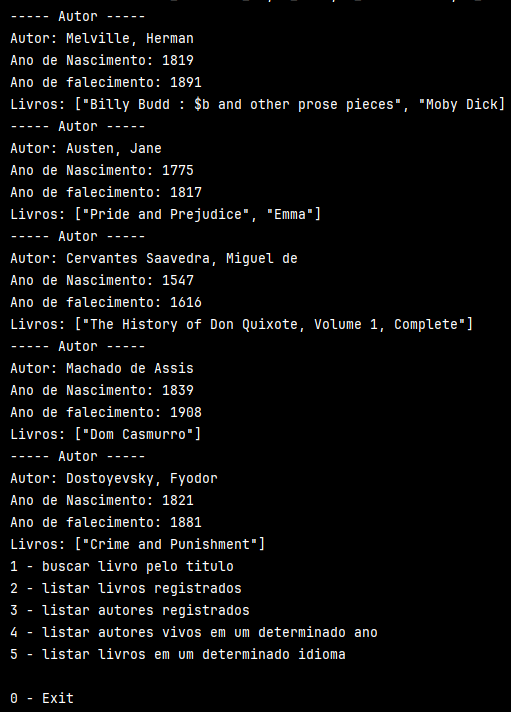 ----- Autor -----
Autor: Melville, Herman
Ano de Nascimento: 1819
Ano de falecimento: 1891
Livros: ["Billy Budd : $b and other prose pieces", "Moby Dick]
----- Autor -----
Autor: Austen, Jane
Ano de Nascimento: 1775
Ano de falecimento: 1817
Livros: ["Pride and Prejudice", "Emma"]
----- Autor -----
Autor: Cervantes Saavedra, Miguel de
Ano de Nascimento: 1547
Ano de falecimento: 1616
Livros: ["The History of Don Quixote, Volume 1, Complete"]
----- Autor -----
Autor: Machado de Assis
Ano de Nascimento: 1839
Ano de falecimento: 1908
Livros: ["Dom Casmurro"]
----- Autor -----
Autor: Dostoyevsky, Fyodor
Ano de Nascimento: 1821
Ano de falecimento: 1881
Livros: ["Crime and Punishment"]
1 - buscar livro pelo titulo
2 - listar livros registrados
3 - listar autores registrados
4 - listar autores vivos em um determinado ano
5 - listar livros em um determinado idioma
0 - Exit